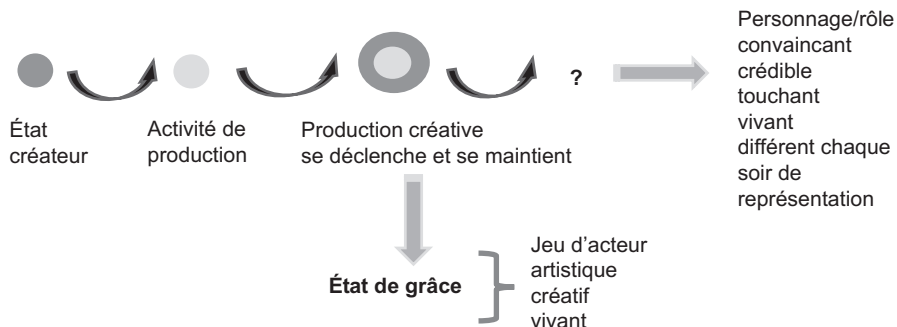 État
créateur
Activité de
production
Production créative
se déclenche et se maintient
?
Personnage/rôle
convaincant
crédible
touchant
vivant
différent chaque
soir de
représentation
État de grâce
Jeu d'acteur
artistique
créatif
vivant